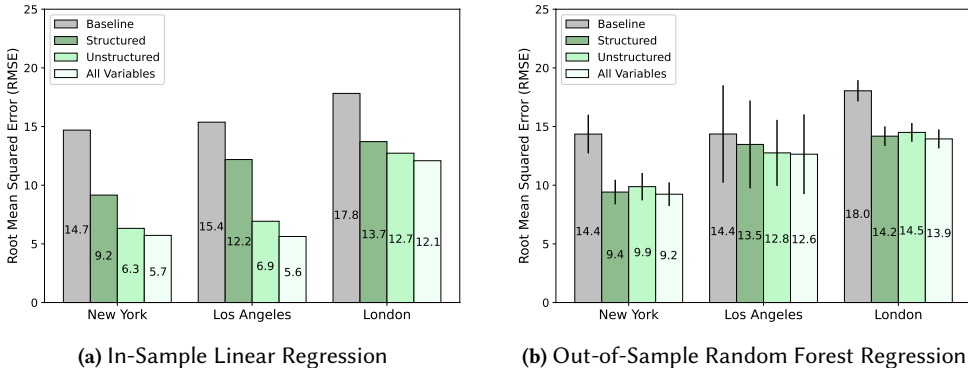 25
20
15
10
5
0
Root Mean Squared Error (RMSE)
Baseline
Structured
Unstructured
All Variables
14.7
9.2
6.3
5.7
15.4
12.2
6.9
5.6
17.8
13.7
12.7
12.1
New York
Los Angeles
London
(a) In-Sample Linear Regression
25
20
15
10
5
0
Root Mean Squared Error (RMSE)
Baseline
Structured
Unstructured
All Variables
14.4
9.4
9.9
9.2
14.4
13.5
12.8
12.6
18.0
14.2
14.5
13.9
New York
Los Angeles
London
(b) Out-of-Sample Random Forest Regression